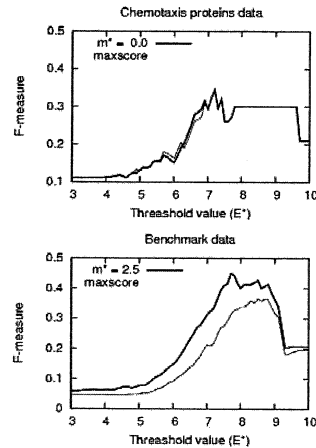 Chemotaxis proteins data
m* = 0.0
maxscore
F-measure
0.5
0.4
0.3
0.2
0.1
3 4 5 6 7 8 9 10
Threashold value (E*)
Benchmark data
m* = 2.5
maxscore
F-measure
0.5
0.4
0.3
0.2
0.1
0
3 4 5 6 7 8 9 10
Threashold value (E*)